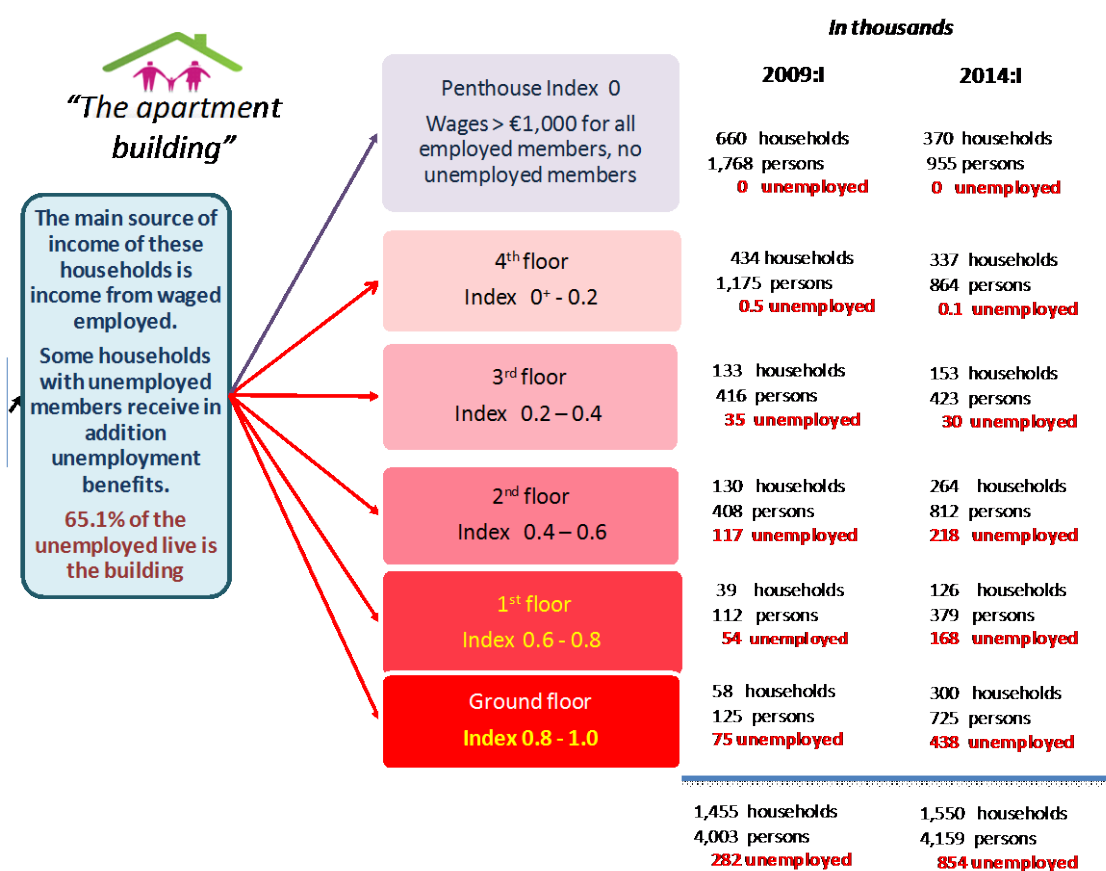 In thousands
2009:I
2014:I
"The apartment
building"
The main source of
income of these
households is
income from waged
employed.
Some households
with unemployed
members receive in
addition
unemployment
benefits.
65.1% of the
unemployed live is
the building
Penthouse Index 0
Wages > €1,000 for all
employed members, no
unemployed members
660 households
1,768 persons
0 unemployed
370 households
955 persons
0 unemployed
4th floor
Index 0+ - 0.2
434 households
1,175 persons
0.5 unemployed
337 households
864 persons
0.1 unemployed
3rd floor
Index 0.2 – 0.4
133 households
416 persons
35 unemployed
153 households
423 persons
30 unemployed
2nd floor
Index 0.4 – 0.6
130 households
408 persons
117 unemployed
264 households
812 persons
218 unemployed
1st floor
Index 0.6 - 0.8
39 households
112 persons
54 unemployed
126 households
379 persons
168 unemployed
Ground floor
Index 0.8 - 1.0
58 households
125 persons
75 unemployed
300 households
725 persons
438 unemployed
1,455 households
4,003 persons
282 unemployed
1,550 households
4,159 persons
854 unemployed